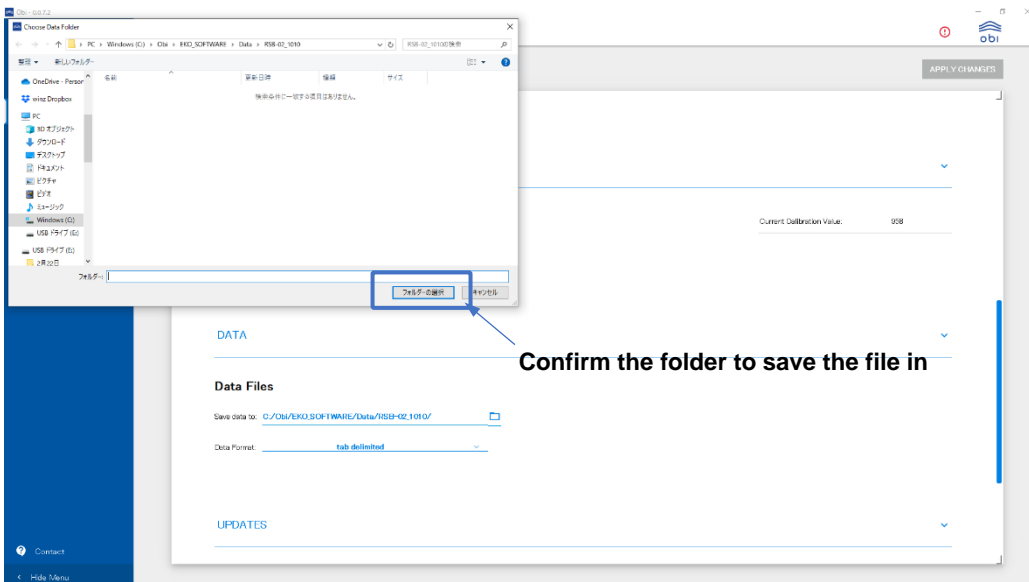 Obi - 0.0.7.2
Choose Data Folder
PC › Windows (C:) › Obi › EKO_SOFTWARE › Data › RSB-02_1010
RSB-02_1010の検索
整理
新しいフォルダー
名前
更新日時
種類
サイズ
検索条件に一致する項目はありません。
OneDrive - Person
winz Dropbox
PC
3D オブジェクト
ダウンロード
デスクトップ
ドキュメント
ピクチャ
ビデオ
ミュージック
Windows (C:)
USB ドライブ (E:)
USB ドライブ (E:)
2月22日
フォルダー:
フォルダーの選択
キャンセル
obi
APPLY CHANGES
Current Calibration Value:
958
DATA
Confirm the folder to save the file in
Data Files
Save data to: C:/Obi/EKO_SOFTWARE/Data/RSB-02_1010/
Data Format: tab delimited
UPDATES
Contact
Hide Menu